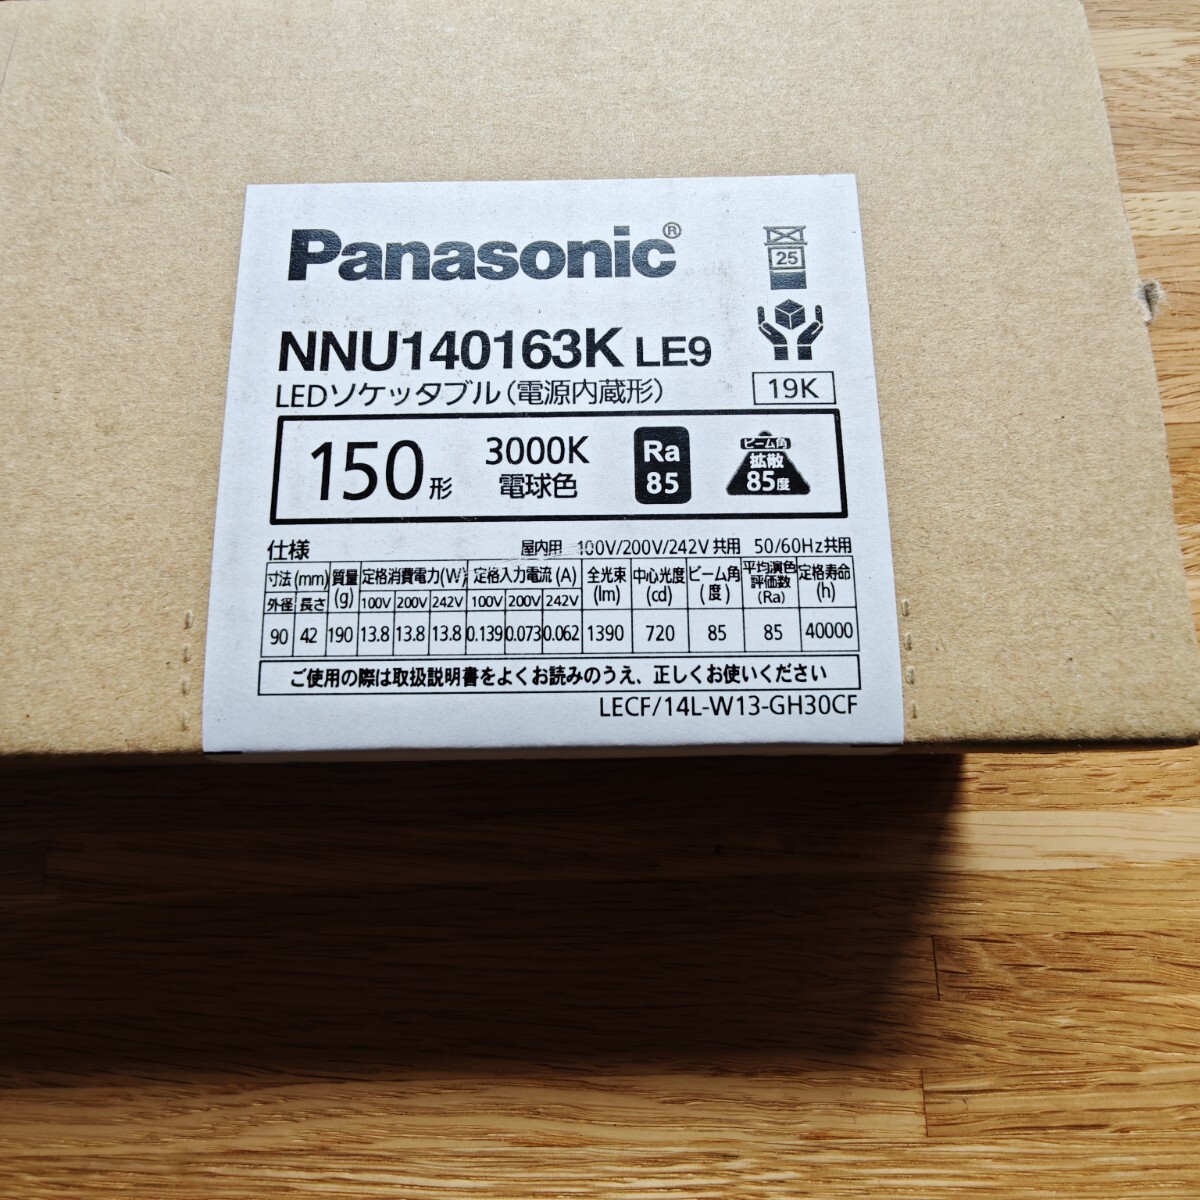 Panasonic®
25
NNU140163K LE9
LEDソケッタブル(電源内蔵形)
19K
150形
3000K
電球色
Ra
85
ビーム角
拡散
85度
仕様
屋内用 100V/200V/242V共用 50/60Hz共用
寸法(mm) 質量(g) 定格消費電力(W) 定格入力電流(A) 全光束(lm) 中心光度(cd) ビーム角(度) 平均演色評価数(Ra) 定格寿命(h)
外径 長さ 100V 200V 242V 100V 200V 242V
90 42 190 13.8 13.8 13.8 0.139 0.073 0.062 1390 720 85 85 40000
ご使用の際は取扱説明書をよくお読みのうえ、正しくお使いください
LECF/14L-W13-GH30CF